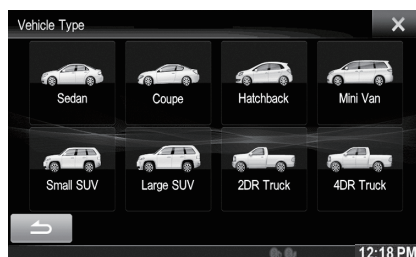 Vehicle Type
Sedan Coupe Hatchback Mini Van
Small SUV Large SUV 2DR Truck 4DR Truck
12:18 PM